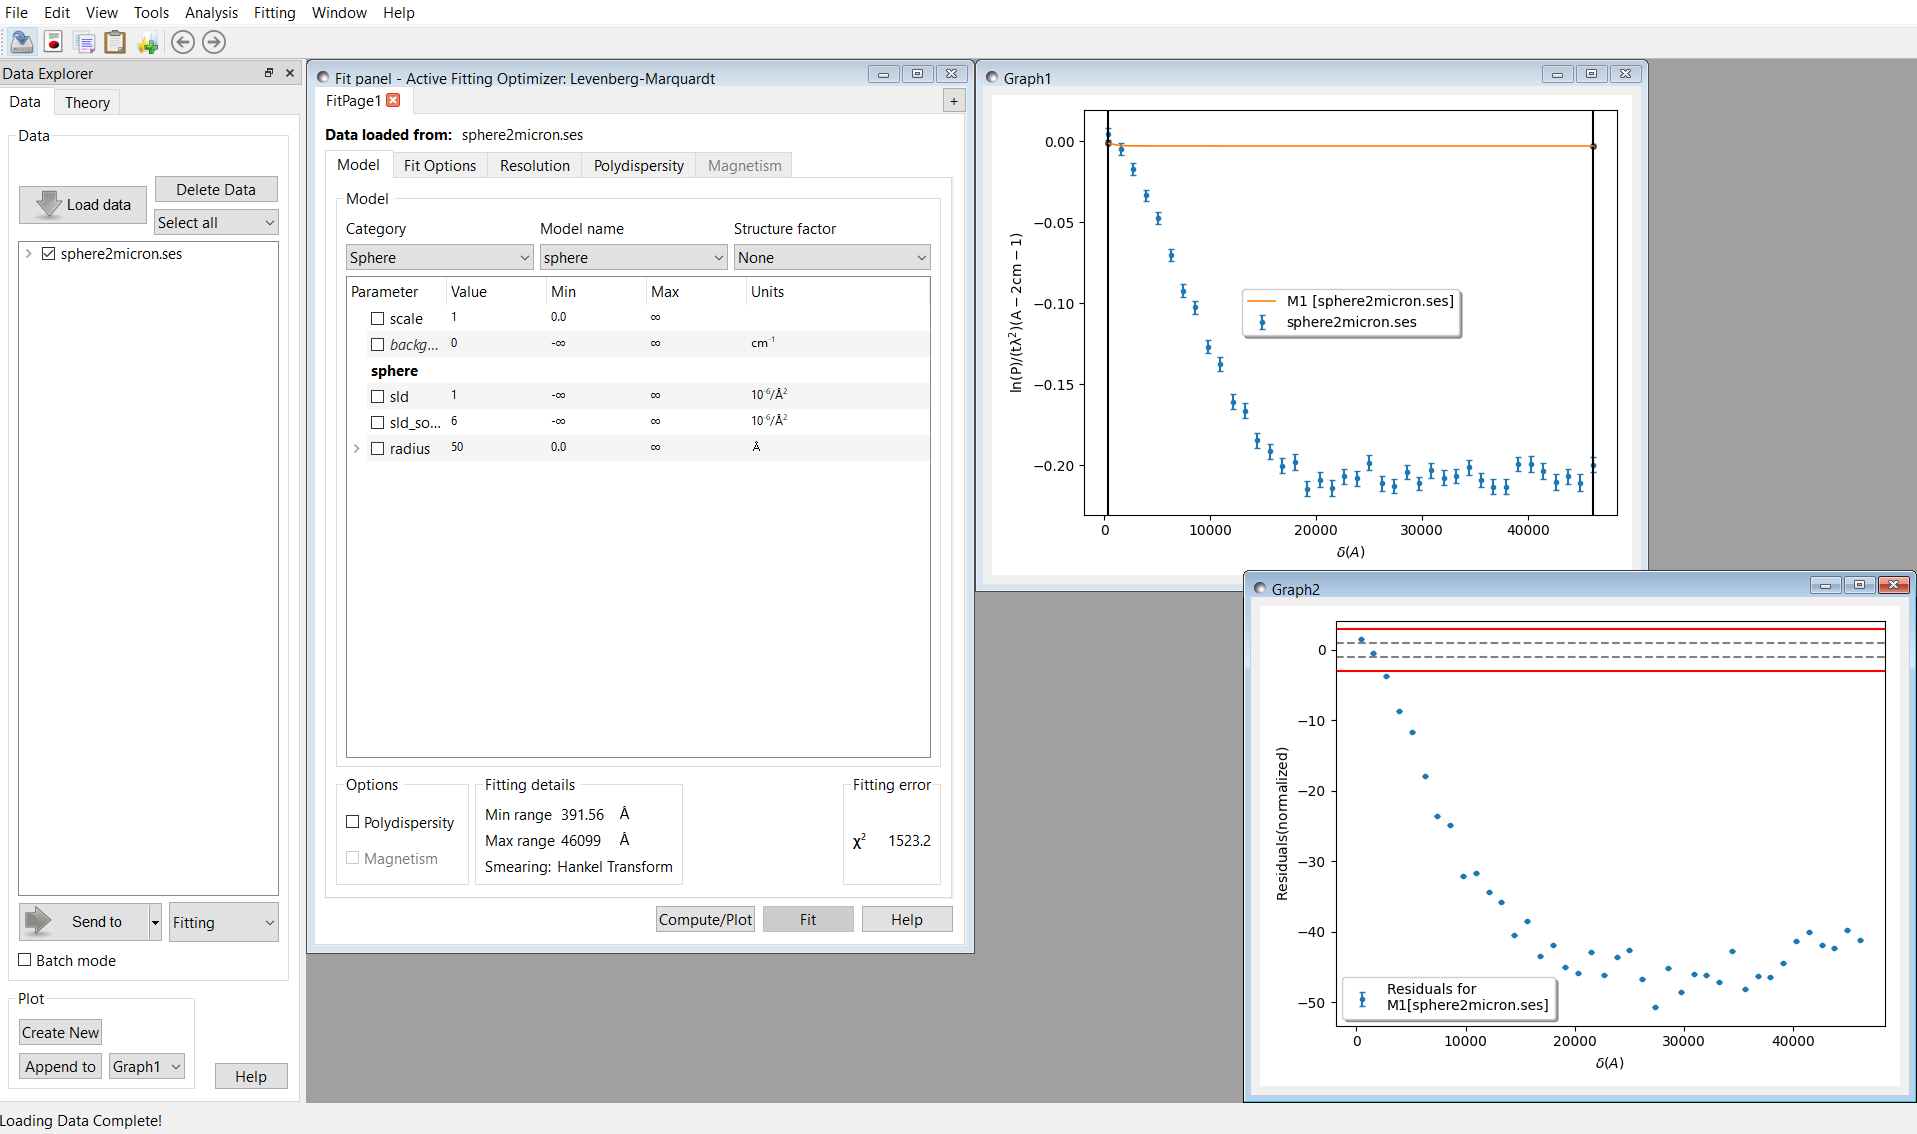 File Edit View Tools Analysis Fitting Window Help
Data Explorer
Data Theory
Data
Load data
Delete Data
Select all
sphere2micron.ses
Send to
Fitting
Batch mode
Plot
Create New
Append to
Graph1
Help
Loading Data Complete!
Fit panel - Active Fitting Optimizer: Levenberg-Marquardt
FitPage1
+
Data loaded from: sphere2micron.ses
Model Fit Options Resolution Polydispersity Magnetism
Model
Category Model name Structure factor
Sphere sphere None
Parameter Value Min Max Units
scale 1 0.0 ∞
backg... 0 -∞ ∞ cm⁻¹
sphere
sld 1 -∞ ∞ 10⁻⁶/Å²
sld_so... 6 -∞ ∞ 10⁻⁶/Å²
radius 50 0.0 ∞ Å
Options
Polydispersity
Magnetism
Fitting details
Min range 391.56 Å
Max range 46099 Å
Smearing: Hankel Transform
Fitting error
χ² 1523.2
Compute/Plot Fit Help
Graph1
0.00
−0.05
−0.10
−0.15
−0.20
ln(P)/(tλ²)(A − 2cm − 1)
M1 [sphere2micron.ses]
sphere2micron.ses
0 10000 20000 30000 40000
δ(A)
Graph2
0
−10
−20
−30
−40
−50
Residuals(normalized)
Residuals for
M1[sphere2micron.ses]
0 10000 20000 30000 40000
δ(A)